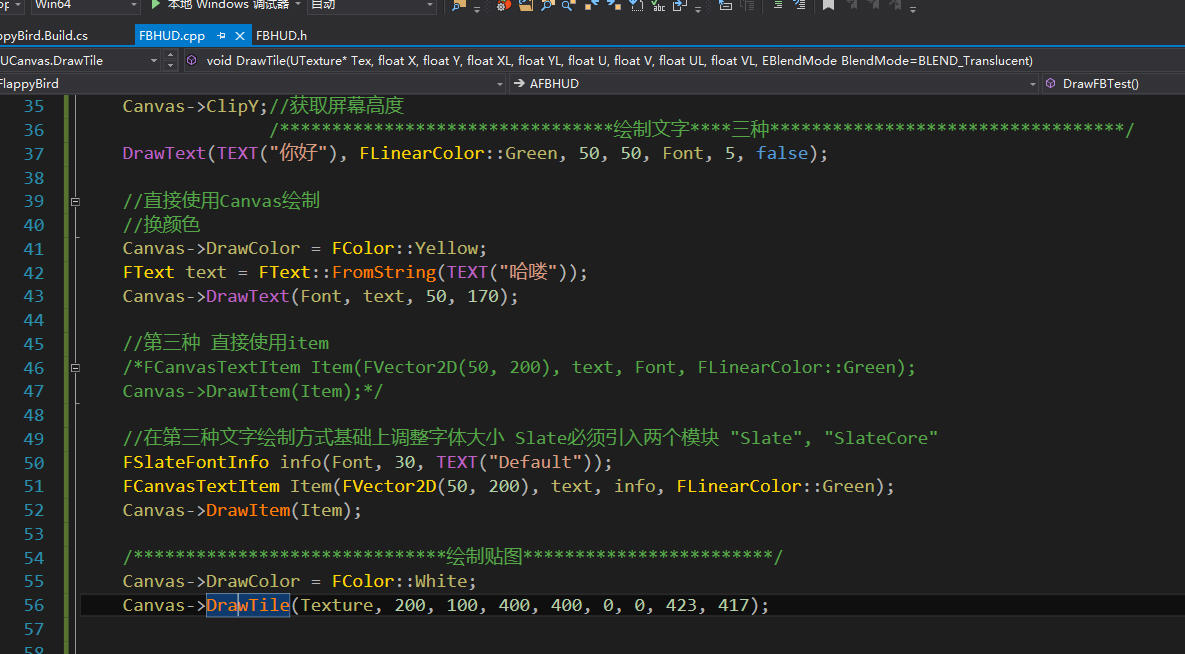 Win64 本地 Windows 调试器 自动
ppyBird.Build.cs FBHUD.cpp FBHUD.h
UCanvas.DrawTile void DrawTile(UTexture* Tex, float X, float Y, float XL, float YL, float U, float V, float UL, float VL, EBlendMode BlendMode=BLEND_Translucent)
FlappyBird AFBHUD DrawFBTest()
35 Canvas->ClipY;//获取屏幕高度
36 /********************************绘制文字****三种**********************************/
37 DrawText(TEXT("你好"), FLinearColor::Green, 50, 50, Font, 5, false);
38
39 //直接使用Canvas绘制
40 //换颜色
41 Canvas->DrawColor = FColor::Yellow;
42 FText text = FText::FromString(TEXT("哈喽"));
43 Canvas->DrawText(Font, text, 50, 170);
44
45 //第三种 直接使用item
46 /*FCanvasTextItem Item(FVector2D(50, 200), text, Font, FLinearColor::Green);
47 Canvas->DrawItem(Item);*/
48
49 //在第三种文字绘制方式基础上调整字体大小 Slate必须引入两个模块 "Slate", "SlateCore"
50 FSlateFontInfo info(Font, 30, TEXT("Default"));
51 FCanvasTextItem Item(FVector2D(50, 200), text, info, FLinearColor::Green);
52 Canvas->DrawItem(Item);
53
54 /******************************绘制贴图************************/
55 Canvas->DrawColor = FColor::White;
56 Canvas->DrawTile(Texture, 200, 100, 400, 400, 0, 0, 423, 417);
57
58